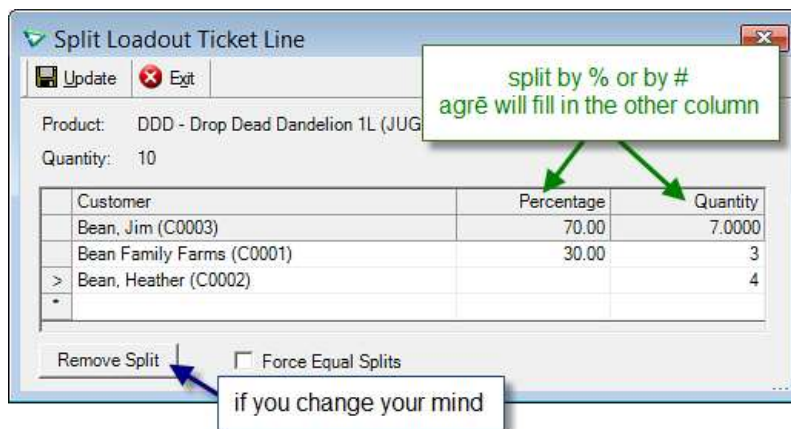 Split Loadout Ticket Line
Update Exit
split by % or by #
agrē will fill in the other column
Product: DDD - Drop Dead Dandelion 1L (JUG
Quantity: 10
Customer Percentage Quantity
Bean, Jim (C0003) 70.00 7.0000
Bean Family Farms (C0001) 30.00 3
> Bean, Heather (C0002) 4
*
Remove Split Force Equal Splits
if you change your mind